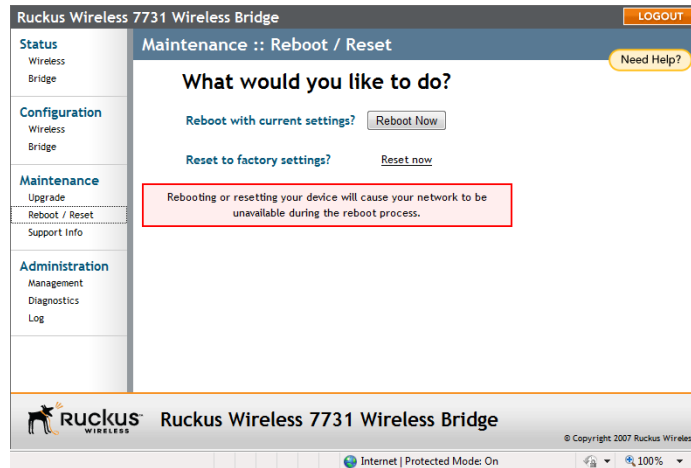 Ruckus Wireless 7731 Wireless Bridge
LOGOUT
Status
Wireless
Bridge
Configuration
Wireless
Bridge
Maintenance
Upgrade
Reboot / Reset
Support Info
Administration
Management
Diagnostics
Log
Maintenance :: Reboot / Reset
Need Help?
What would you like to do?
Reboot with current settings? Reboot Now
Reset to factory settings? Reset now
Rebooting or resetting your device will cause your network to be
unavailable during the reboot process.
Ruckus
WIRELESS
Ruckus Wireless 7731 Wireless Bridge
© Copyright 2007 Ruckus Wireles
Internet | Protected Mode: On
100%